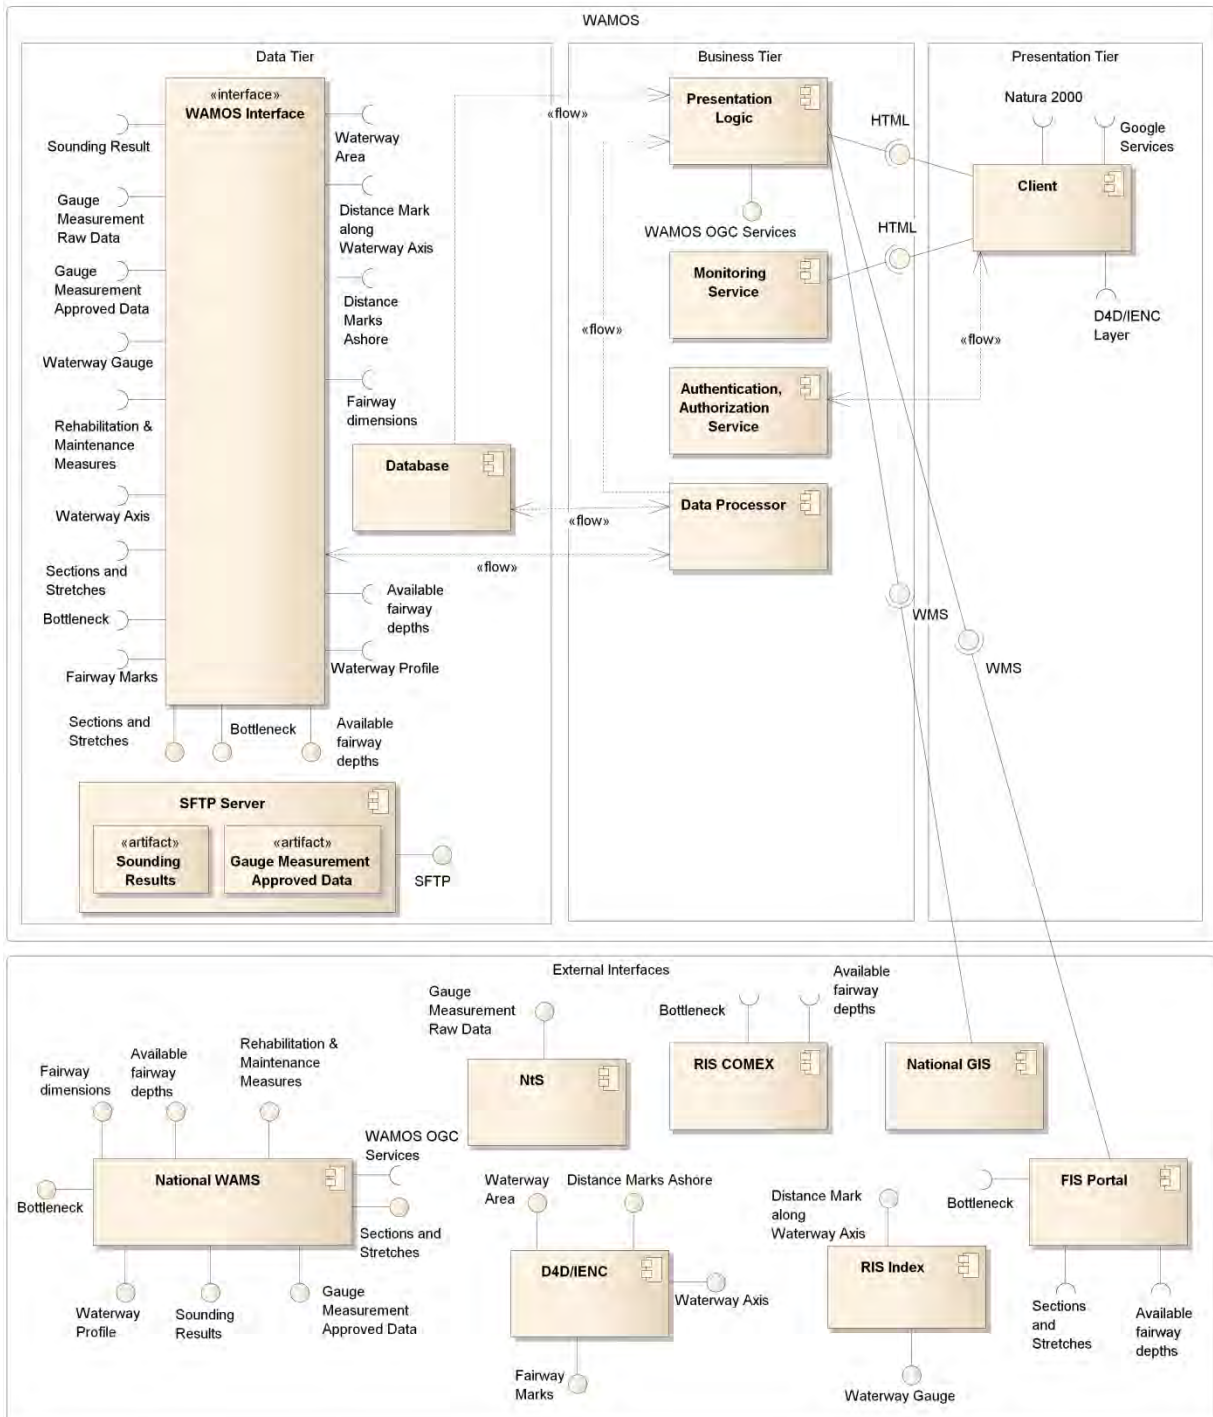 WAMOS
Data Tier
«interface»
WAMOS Interface
Sounding Result
Gauge
Measurement
Raw Data
Gauge
Measurement
Approved Data
Waterway Gauge
Rehabilitation &
Maintenance
Measures
Waterway Axis
Sections and
Stretches
Bottleneck
Fairway Marks
Waterway
Area
Distance Mark
along
Waterway Axis
Distance
Marks
Ashore
Fairway
dimensions
Database
Available
fairway
depths
Waterway Profile
Sections and
Stretches
Bottleneck
Available
fairway
depths
SFTP Server
«artifact»
Sounding
Results
«artifact»
Gauge Measurement
Approved Data
SFTP
Business Tier
«flow»
Presentation
Logic
WAMOS OGC Services
Monitoring
Service
«flow»
Authentication,
Authorization
Service
Data Processor
«flow»
«flow»
HTML
HTML
WMS
WMS
Presentation Tier
Natura 2000
Google
Services
Client
D4D/IENC
Layer
«flow»
External Interfaces
Fairway
dimensions
Available
fairway
depths
Rehabilitation &
Maintenance
Measures
National WAMS
WAMOS OGC
Services
Bottleneck
Sections and
Stretches
Waterway
Profile
Sounding
Results
Gauge
Measurement
Approved Data
Gauge
Measurement
Raw Data
NtS
Bottleneck
Available
fairway
depths
RIS COMEX
National GIS
Waterway
Area
Distance Marks Ashore
D4D/IENC
Waterway Axis
Fairway
Marks
Distance Mark
along
Waterway Axis
RIS Index
Waterway Gauge
FIS Portal
Bottleneck
Sections
and
Stretches
Available
fairway
depths